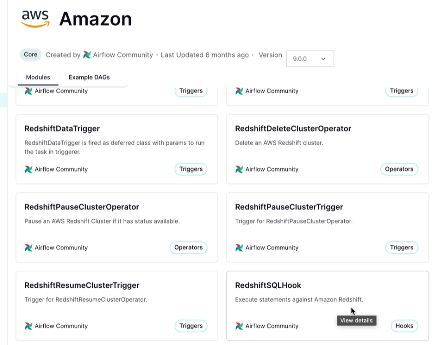 aws
Amazon
Core Created by Airflow Community · Last Updated 6 months ago · Version 9.0.0
Modules Example DAGs
Airflow Community Triggers
Airflow Community Triggers
RedshiftDataTrigger
RedshiftDataTrigger is fired as deferred class with params to run
the task in triggerer.
Airflow Community Triggers
RedshiftDeleteClusterOperator
Delete an AWS Redshift cluster.
Airflow Community Operators
RedshiftPauseClusterOperator
Pause an AWS Redshift Cluster if it has status available.
Airflow Community Operators
RedshiftPauseClusterTrigger
Trigger for RedshiftPauseClusterOperator.
Airflow Community Triggers
RedshiftResumeClusterTrigger
Trigger for RedshiftResumeClusterOperator.
Airflow Community Triggers
RedshiftSQLHook
Execute statements against Amazon Redshift.
View details
Airflow Community Hooks